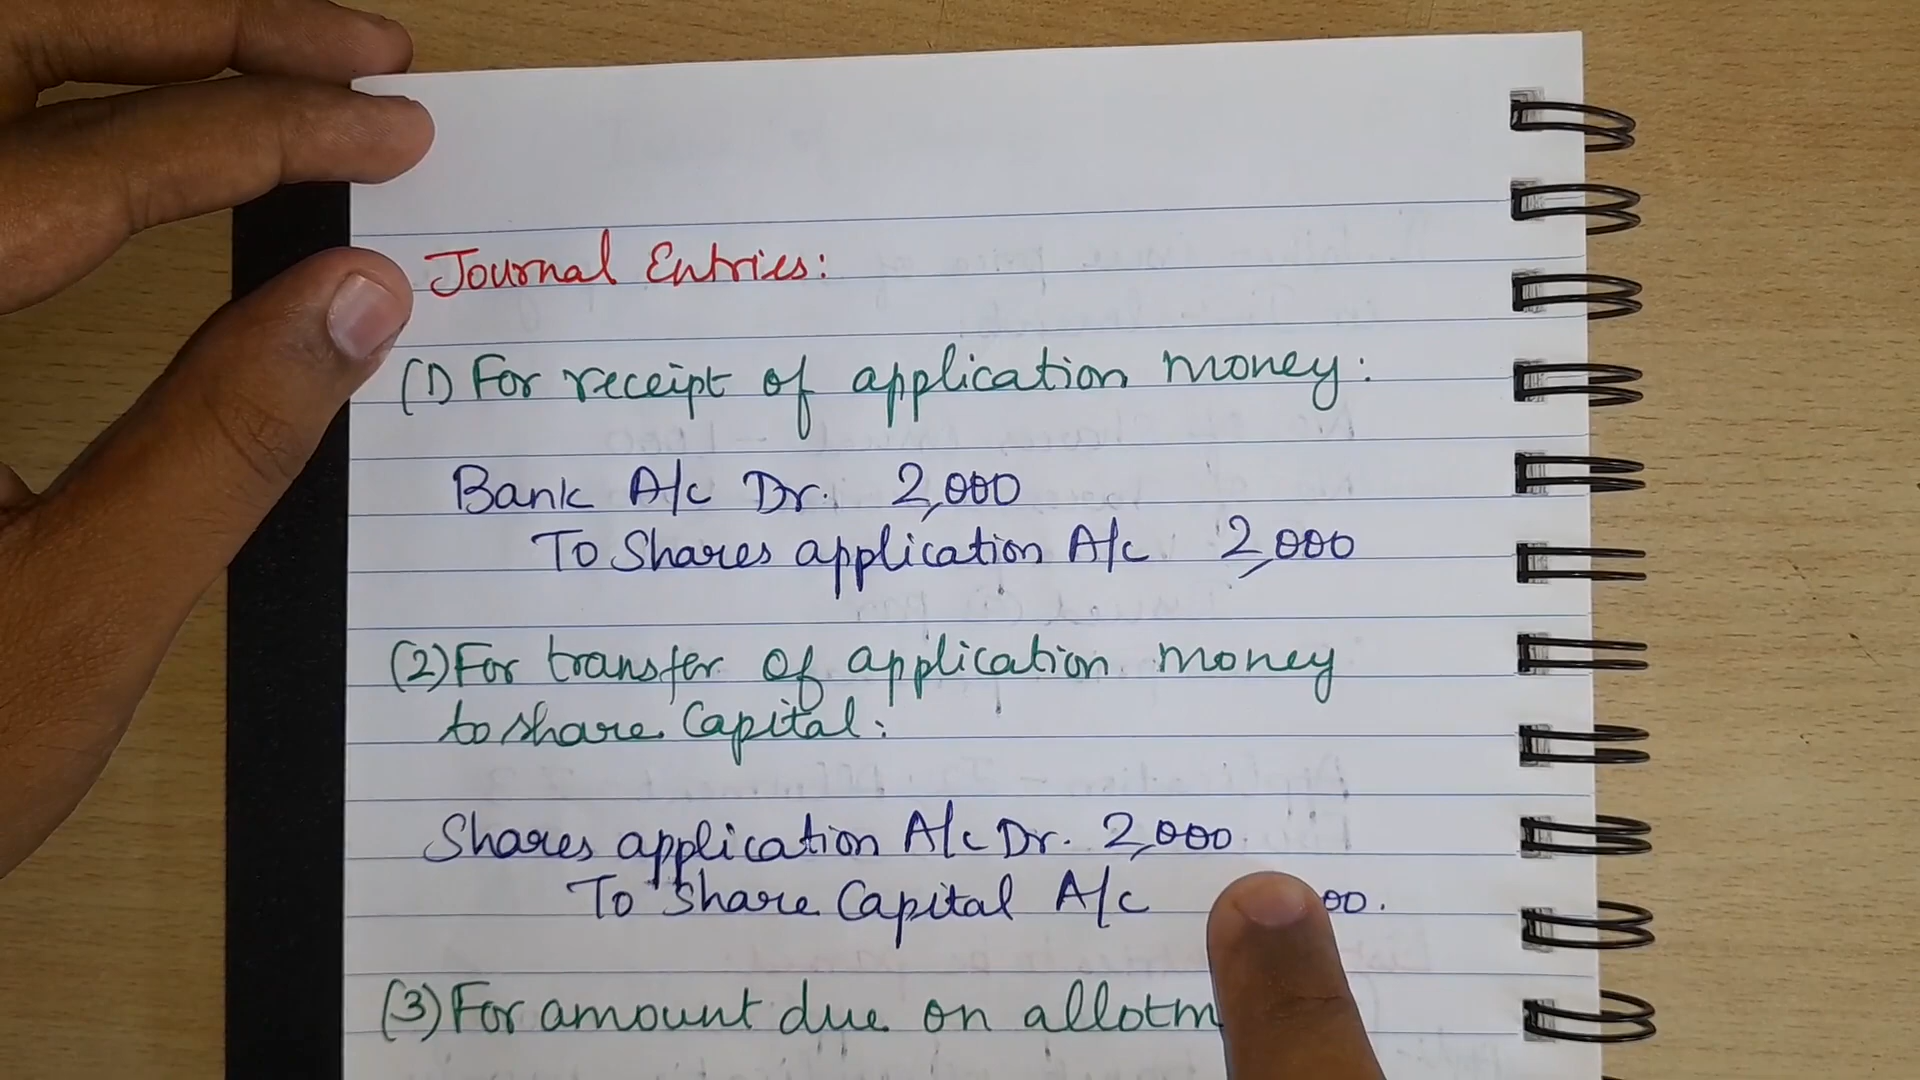 Journal Entries:
(1) For receipt of application money:
Bank A/c Dr. 2,000
To Shares application A/c 2,000
(2) For transfer of application money
to share Capital:
Shares application A/c Dr. 2,000
To Share Capital A/c 00.
(3) For amount due on allotm